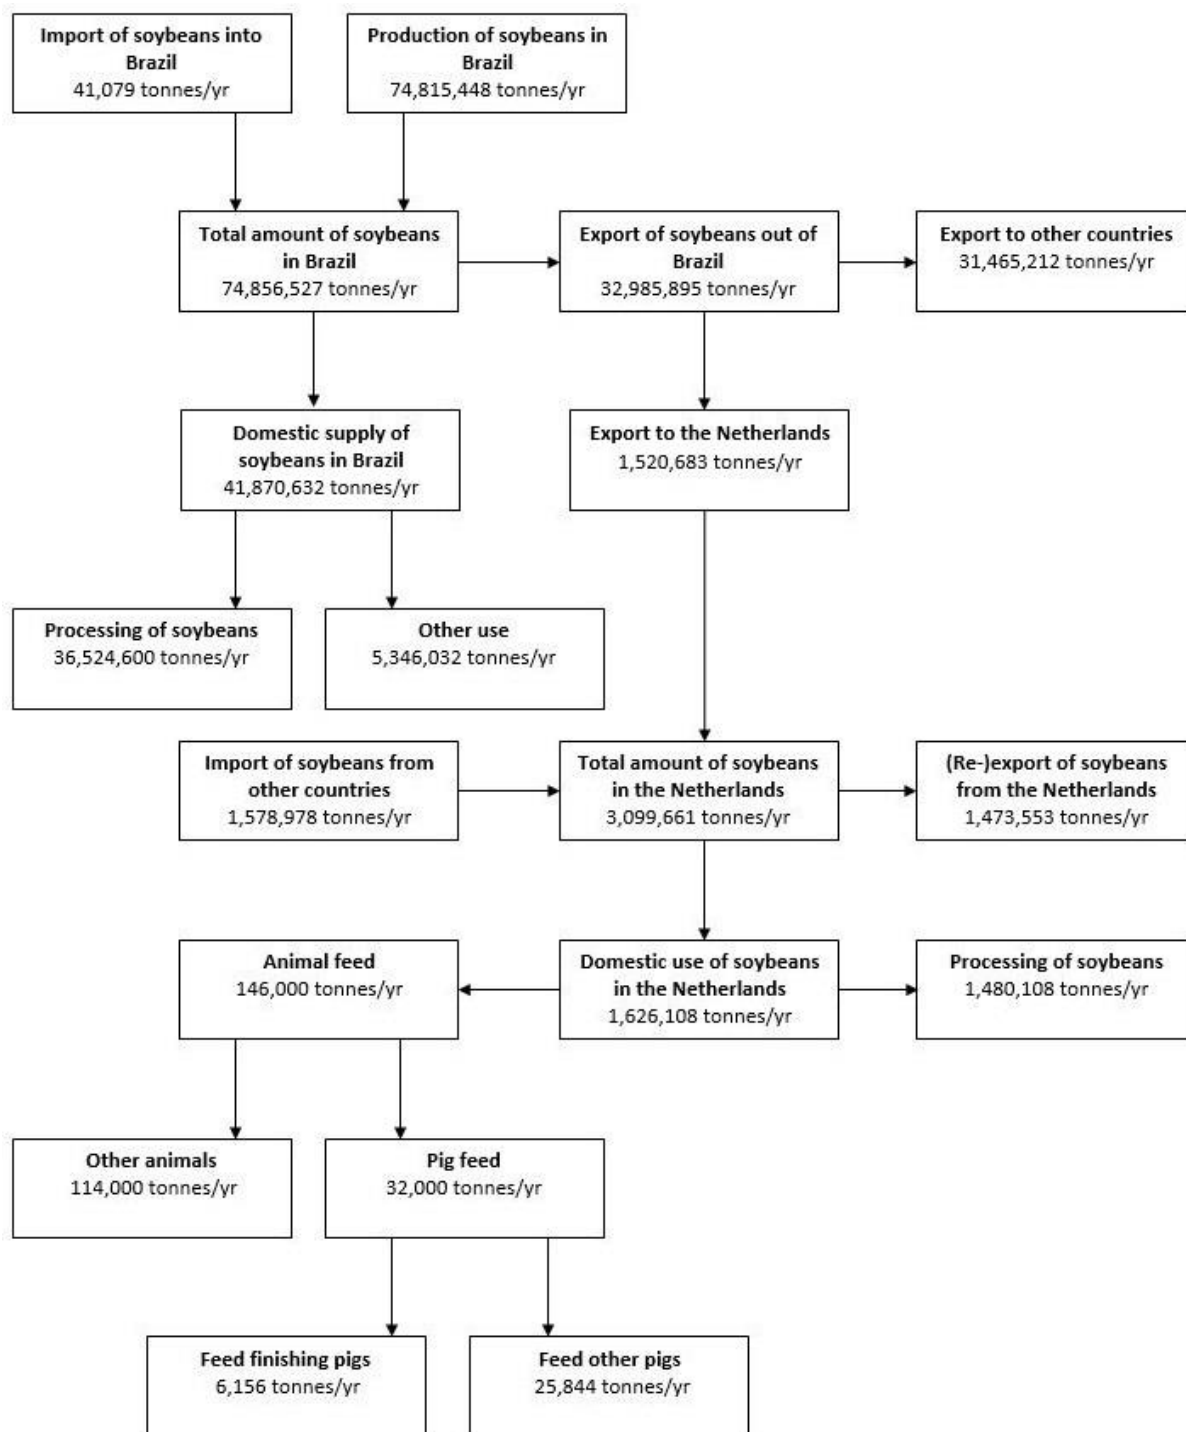 Import of soybeans into
Brazil
41,079 tonnes/yr
Production of soybeans in
Brazil
74,815,448 tonnes/yr
Total amount of soybeans
in Brazil
74,856,527 tonnes/yr
Export of soybeans out of
Brazil
32,985,895 tonnes/yr
Export to other countries
31,465,212 tonnes/yr
Domestic supply of
soybeans in Brazil
41,870,632 tonnes/yr
Export to the Netherlands
1,520,683 tonnes/yr
Processing of soybeans
36,524,600 tonnes/yr
Other use
5,346,032 tonnes/yr
Import of soybeans from
other countries
1,578,978 tonnes/yr
Total amount of soybeans
in the Netherlands
3,099,661 tonnes/yr
(Re-)export of soybeans
from the Netherlands
1,473,553 tonnes/yr
Animal feed
146,000 tonnes/yr
Domestic use of soybeans
in the Netherlands
1,626,108 tonnes/yr
Processing of soybeans
1,480,108 tonnes/yr
Other animals
114,000 tonnes/yr
Pig feed
32,000 tonnes/yr
Feed finishing pigs
6,156 tonnes/yr
Feed other pigs
25,844 tonnes/yr